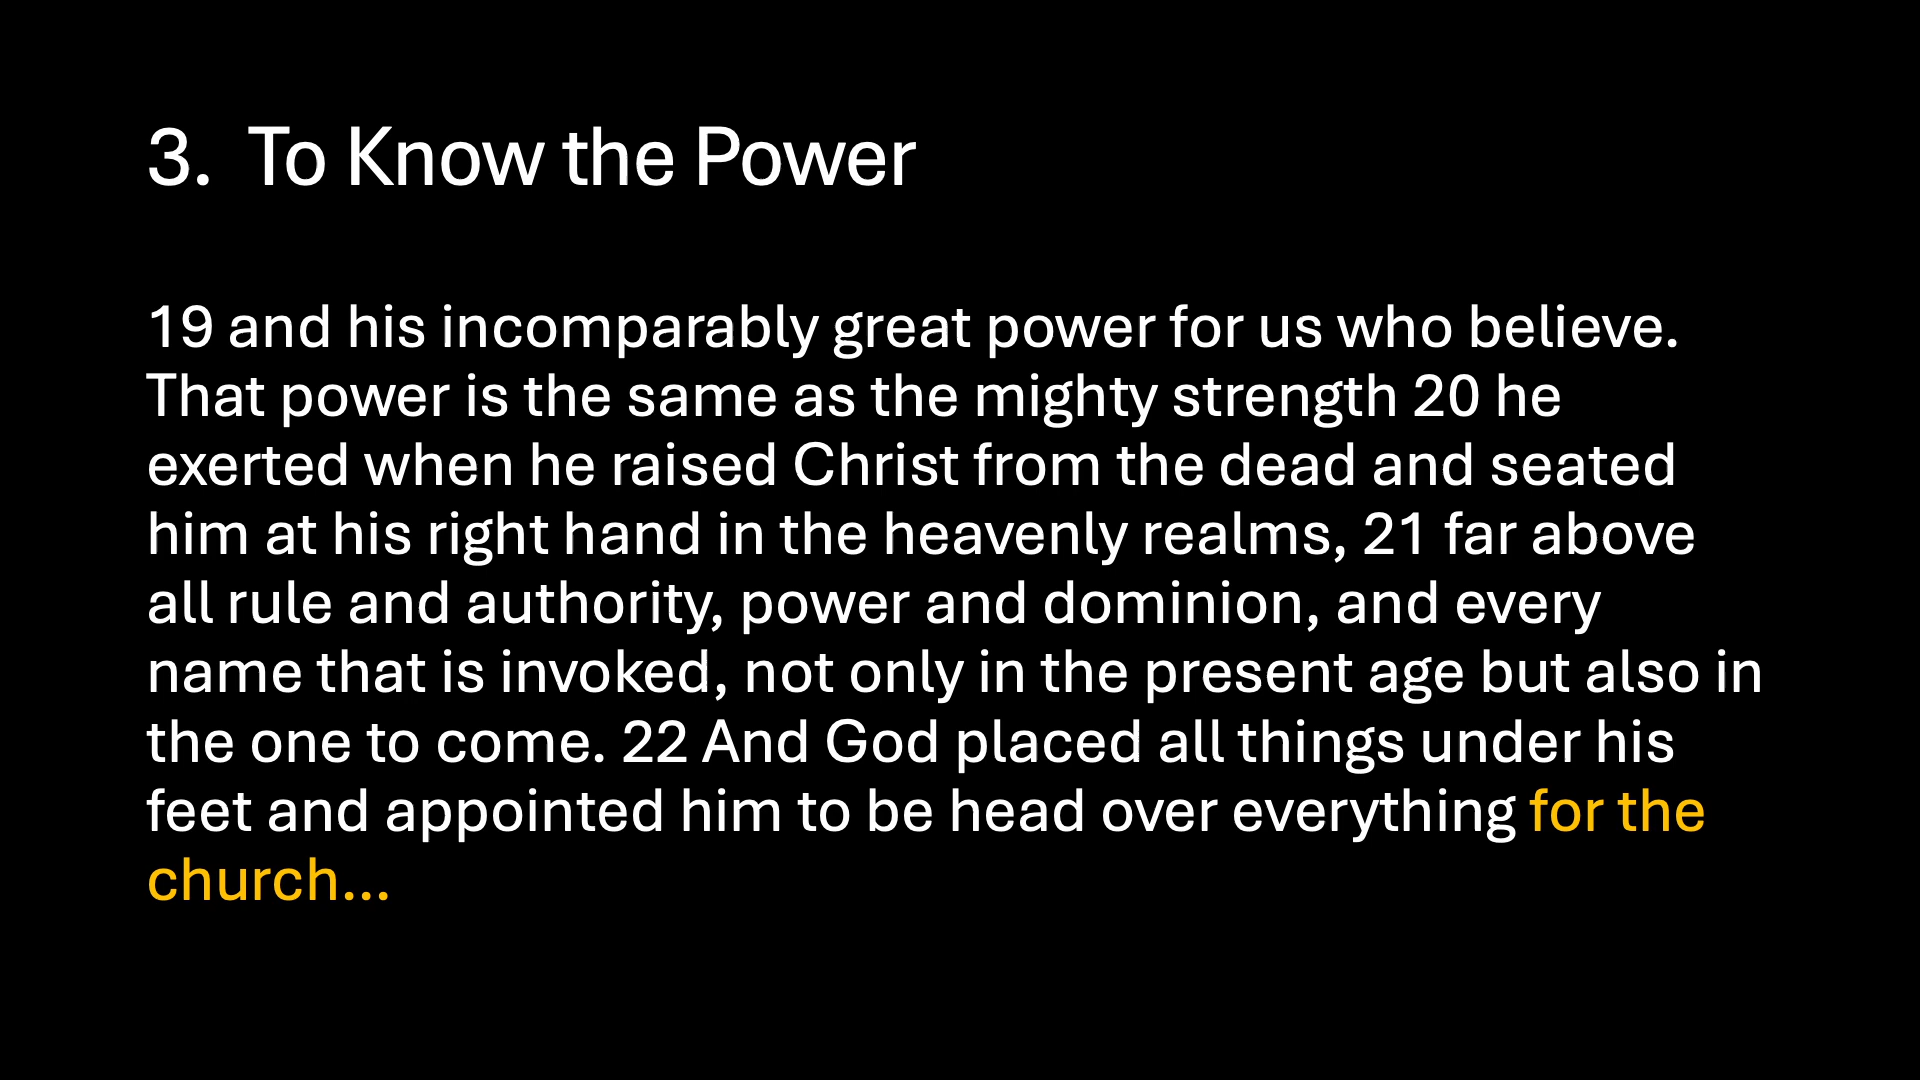 3. To Know the Power
19 and his incomparably great power for us who believe.
That power is the same as the mighty strength 20 he
exerted when he raised Christ from the dead and seated
him at his right hand in the heavenly realms, 21 far above
all rule and authority, power and dominion, and every
name that is invoked, not only in the present age but also in
the one to come. 22 And God placed all things under his
feet and appointed him to be head over everything for the
church...